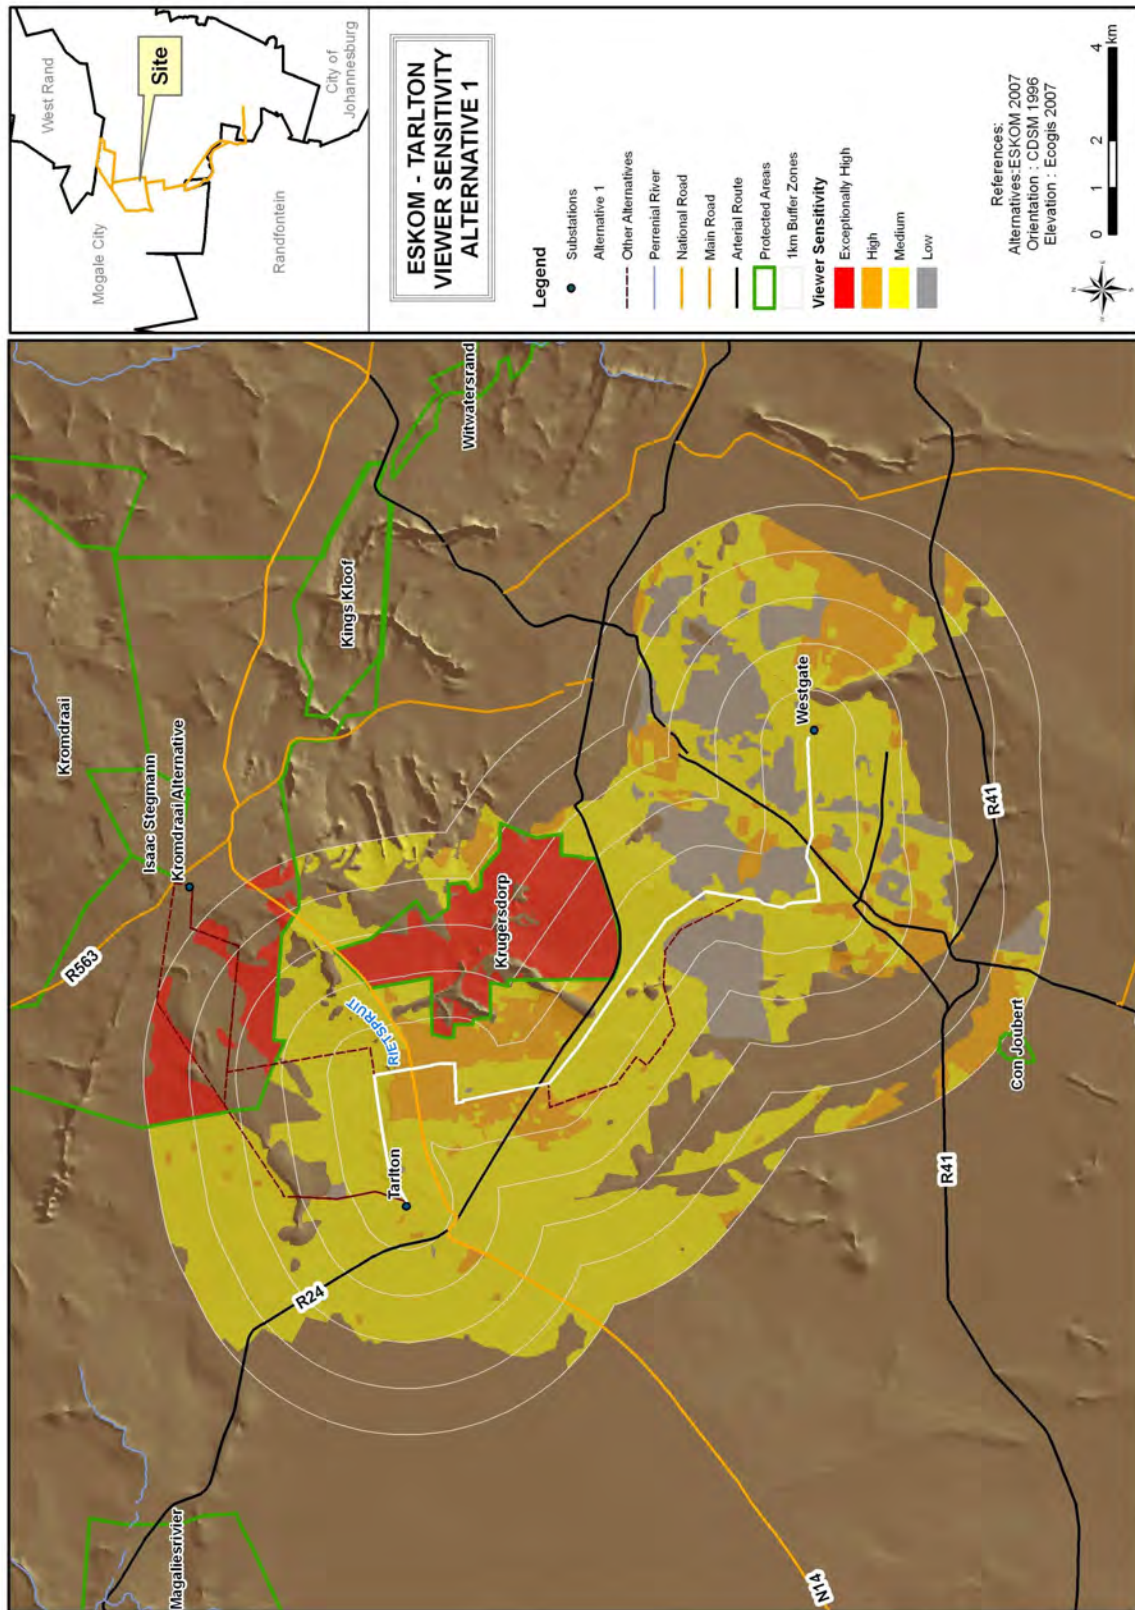 West Rand
Mogale City
Site
Randfontein
City of
Johannesburg
ESKOM - TARLTON
VIEWER SENSITIVITY
ALTERNATIVE 1
Legend
Substations
Alternative 1
Other Alternatives
Perrenial River
National Road
Main Road
Arterial Route
Protected Areas
1km Buffer Zones
Viewer Sensitivity
Exceptionally High
High
Medium
Low
References:
Alternatives:ESKOM 2007
Orientation : CDSM 1996
Elevation : Ecogis 2007
0 1 2 4
km
N
Kromdraai
Isaac Stegmann
Kromdraai Alternative
R563
Kings Kloof
Witwatersrand
Krugersdorp
RIETSPRUIT
Tarlton
R24
Magaliesrivier
N14
Westgate
R41
Con Joubert
R41